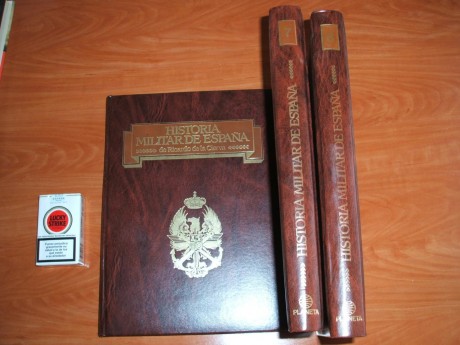 HISTORIA
MILITAR DE ESPAÑA
de Ricardo de la Cierva
HISTORIA MILITAR DE ESPAÑA
PLANETA
HISTORIA MILITAR DE ESPAÑA
PLANETA
LUCKY
STRIKE